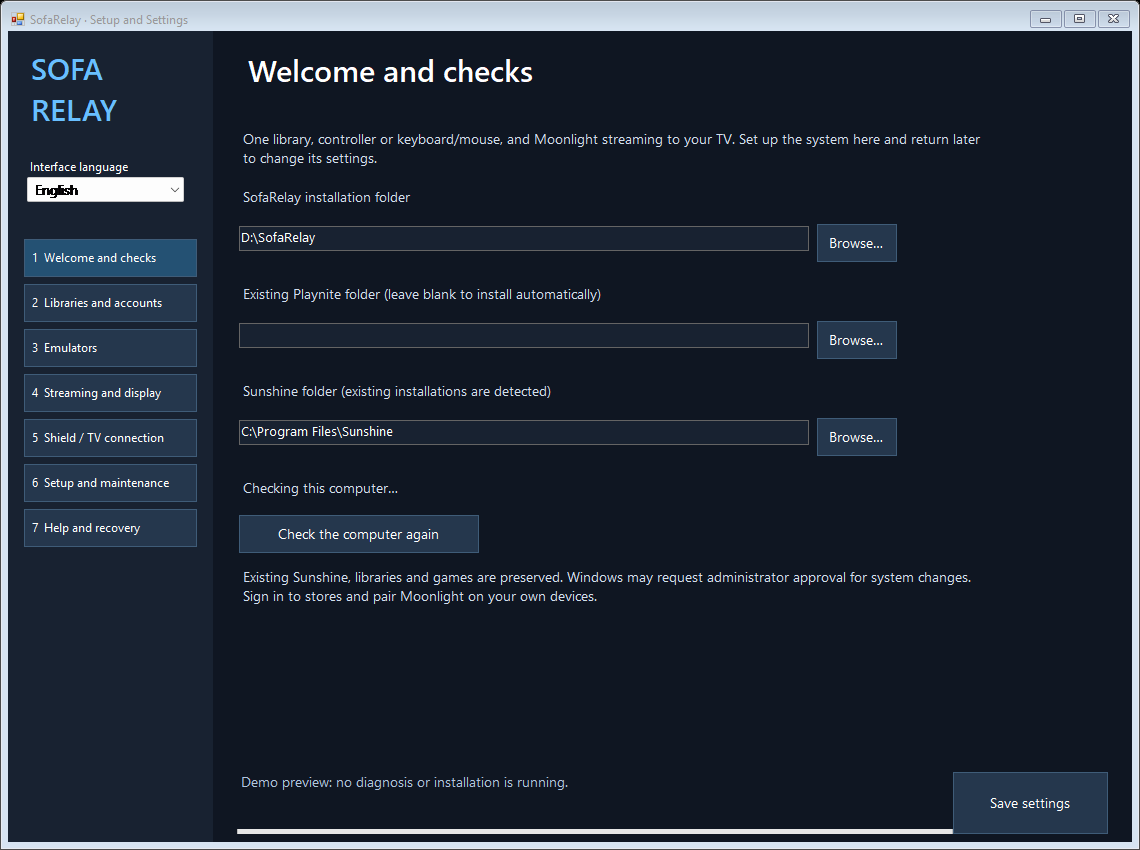 SofaRelay - Setup and Settings
SOFA
RELAY
Interface language
English
1 Welcome and checks
2 Libraries and accounts
3 Emulators
4 Streaming and display
5 Shield / TV connection
6 Setup and maintenance
7 Help and recovery
Welcome and checks
One library, controller or keyboard/mouse, and Moonlight streaming to your TV. Set up the system here and return later
to change its settings.
SofaRelay installation folder
D:\SofaRelay
Browse...
Existing Playnite folder (leave blank to install automatically)
Browse...
Sunshine folder (existing installations are detected)
C:\Program Files\Sunshine
Browse...
Checking this computer...
Check the computer again
Existing Sunshine, libraries and games are preserved. Windows may request administrator approval for system changes.
Sign in to stores and pair Moonlight on your own devices.
Demo preview: no diagnosis or installation is running.
Save settings